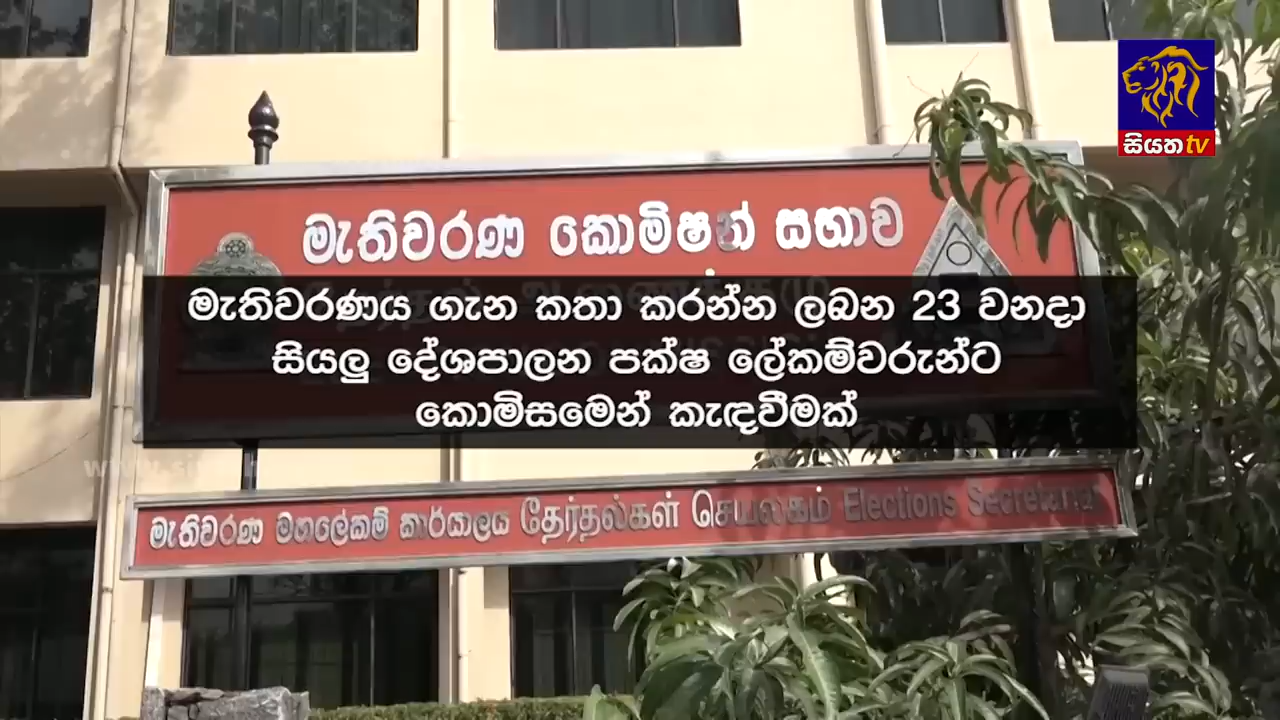 සියත tv
මැතිවරණ කොමිෂන් සභාව
මැතිවරණය ගැන කතා කරන්න ලබන 23 වනදා
සියලු දේශපාලන පක්ෂ ලේකම්වරුන්ට
කොමිසමෙන් කැඳවීමක්
මැතිවරණ මහලේකම් කාර්යාලය தேர்தல்கள் செயலகம் Elections Secretariat